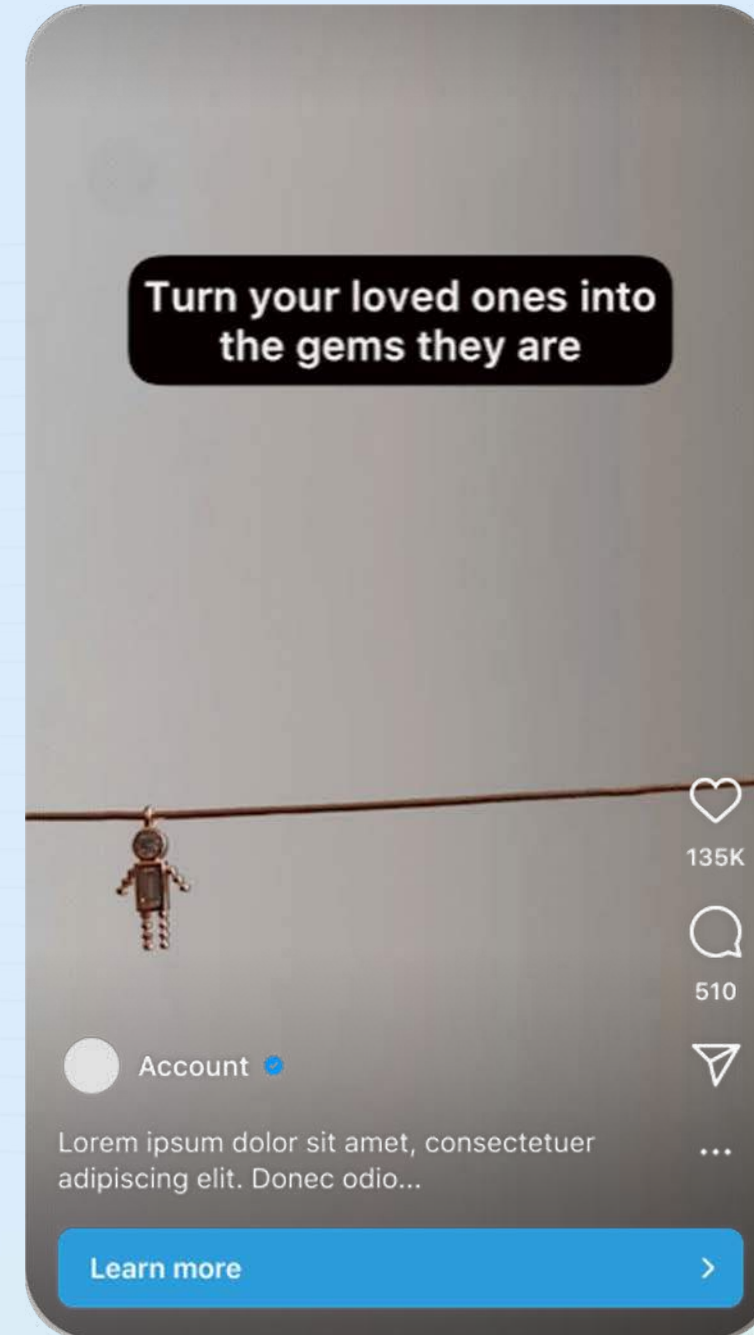 Turn your loved ones into
the gems they are
135K
510
Account
Lorem ipsum dolor sit amet, consectetuer
adipiscing elit. Donec odio...
Learn more